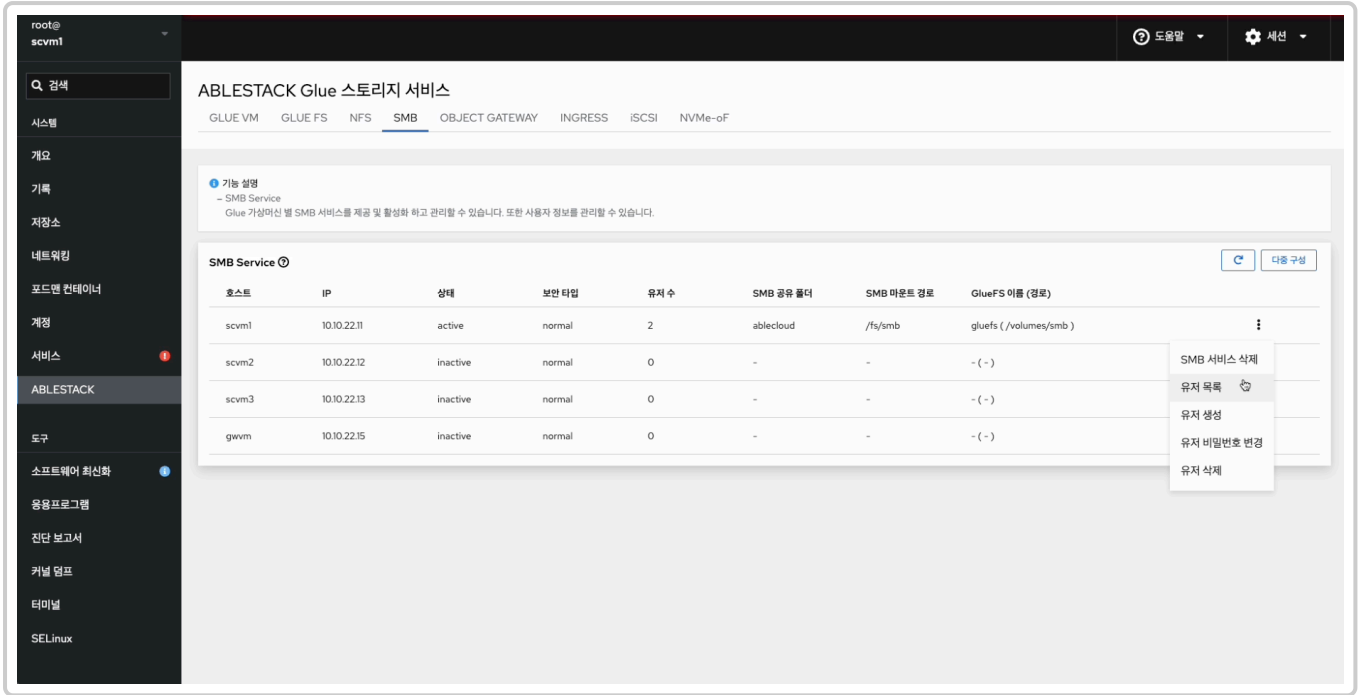 root@
scvm1
도움말
세션
검색
시스템
개요
기록
저장소
네트워킹
포드맨 컨테이너
계정
서비스
ABLESTACK
도구
소프트웨어 최신화
응용프로그램
진단 보고서
커널 덤프
터미널
SELinux
ABLESTACK Glue 스토리지 서비스
GLUE VM GLUE FS NFS SMB OBJECT GATEWAY INGRESS iSCSI NVMe-oF
기능 설명
– SMB Service
Glue 가상머신 별 SMB 서비스를 제공 및 활성화 하고 관리할 수 있습니다. 또한 사용자 정보를 관리할 수 있습니다.
SMB Service
다중 구성
호스트 IP 상태 보안 타입 유저 수 SMB 공유 폴더 SMB 마운트 경로 GlueFS 이름 (경로)
scvm1 10.10.22.11 active normal 2 ablecloud /fs/smb gluefs ( /volumes/smb )
scvm2 10.10.22.12 inactive normal 0 - - - ( - )
scvm3 10.10.22.13 inactive normal 0 - - - ( - )
gwvm 10.10.22.15 inactive normal 0 - - - ( - )
SMB 서비스 삭제
유저 목록
유저 생성
유저 비밀번호 변경
유저 삭제